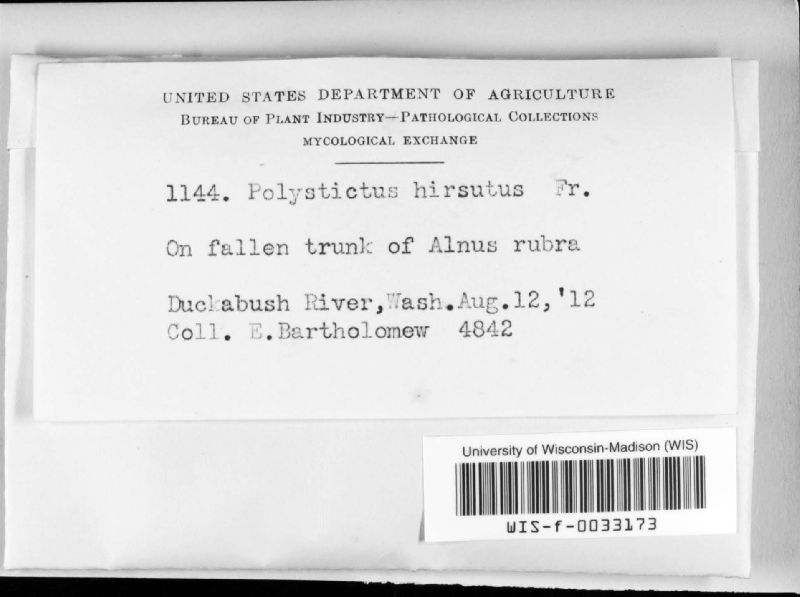 UNITED STATES DEPARTMENT OF AGRICULTURE
BUREAU OF PLANT INDUSTRY—PATHOLOGICAL COLLECTIONS
MYCOLOGICAL EXCHANGE
1144. Polystictus hirsutus Fr.
On fallen trunk of Alnus rubra
Duckabush River, Wash. Aug. 12, '12
Coll. E. Bartholomew 4842
University of Wisconsin-Madison (WIS)
WIS-f-0033173